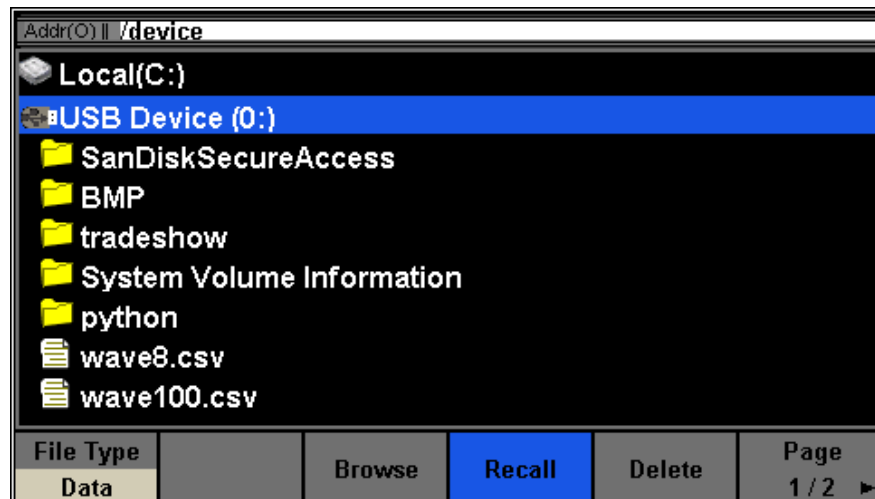 Addr(O) || /device
Local(C:)
USB Device (0:)
SanDiskSecureAccess
BMP
tradeshow
System Volume Information
python
wave8.csv
wave100.csv
File Type
Data
Browse
Recall
Delete
Page
1 / 2 ►